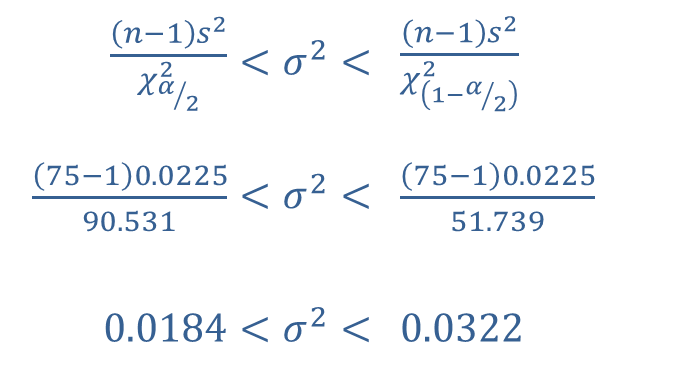 (n−1)s²/χ²_{α/2} < σ² < (n−1)s²/χ²_{(1−α/2)}
(75−1)0.0225/90.531 < σ² < (75−1)0.0225/51.739
0.0184 < σ² < 0.0322